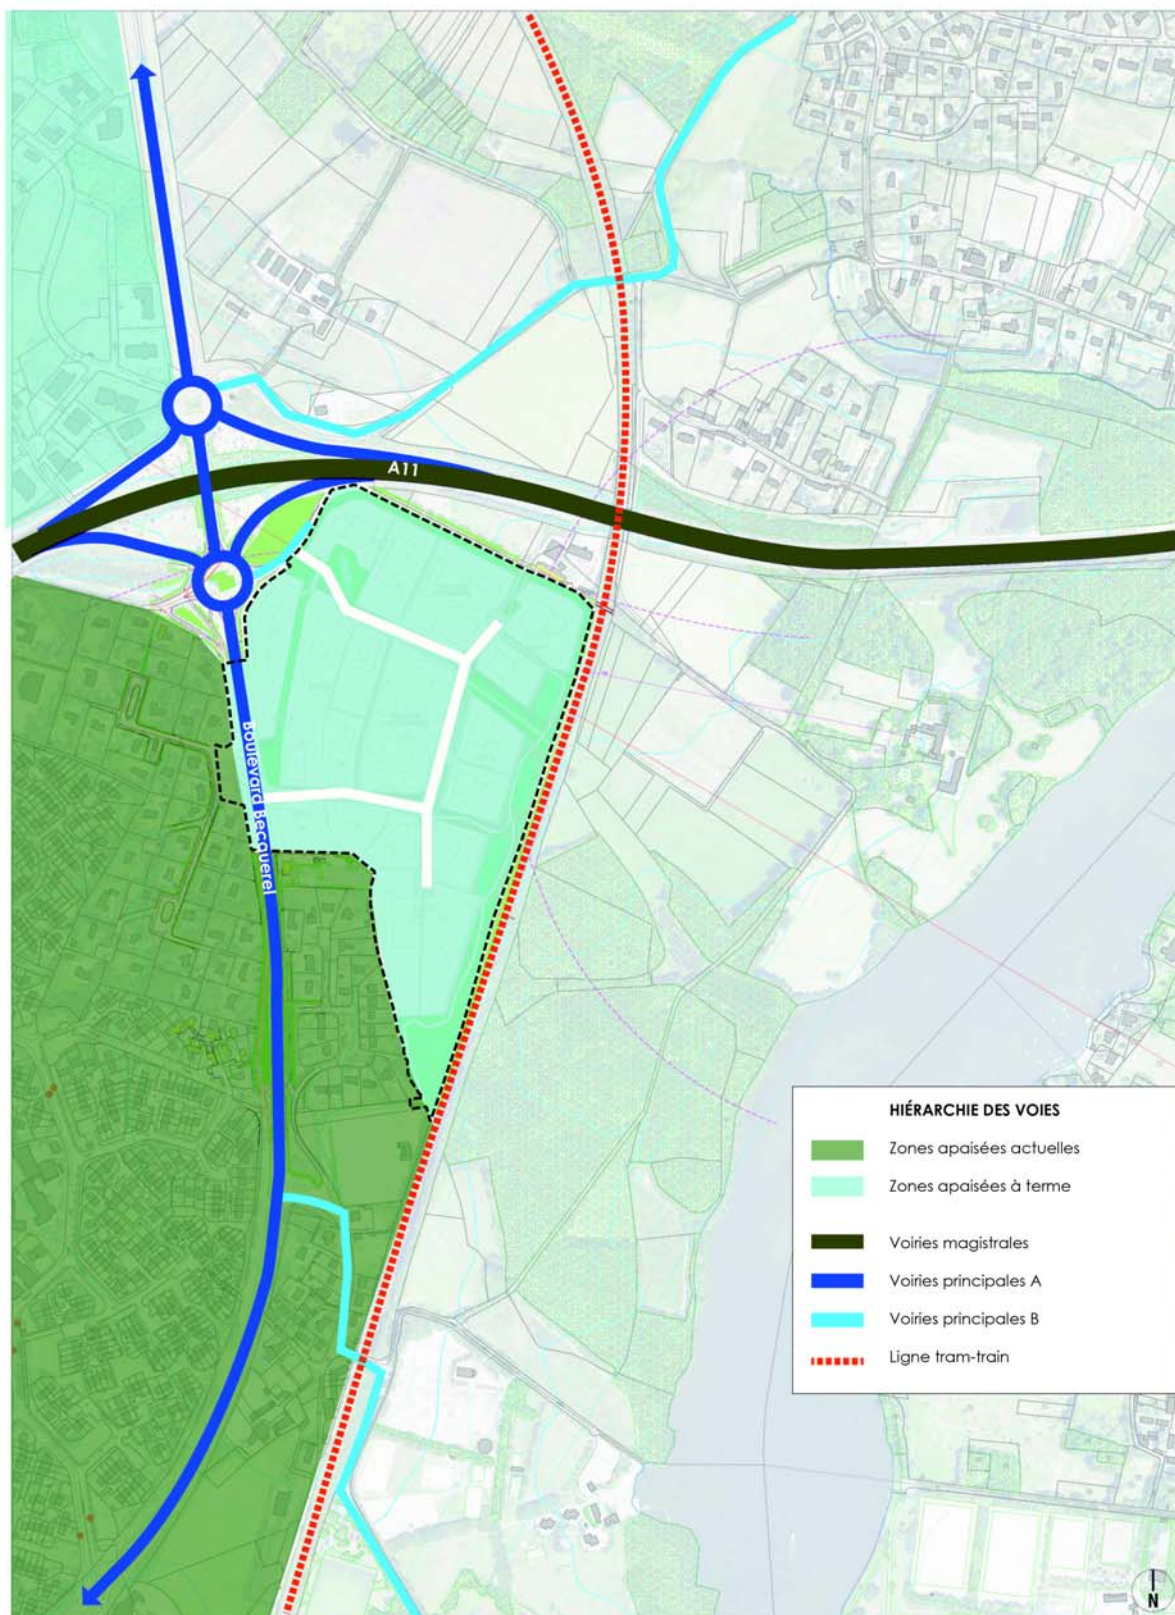 A11
Boulevard Becquerel
HIÉRARCHIE DES VOIES
Zones apaisées actuelles
Zones apaisées à terme
Voiries magistrales
Voiries principales A
Voiries principales B
Ligne tram-train
N